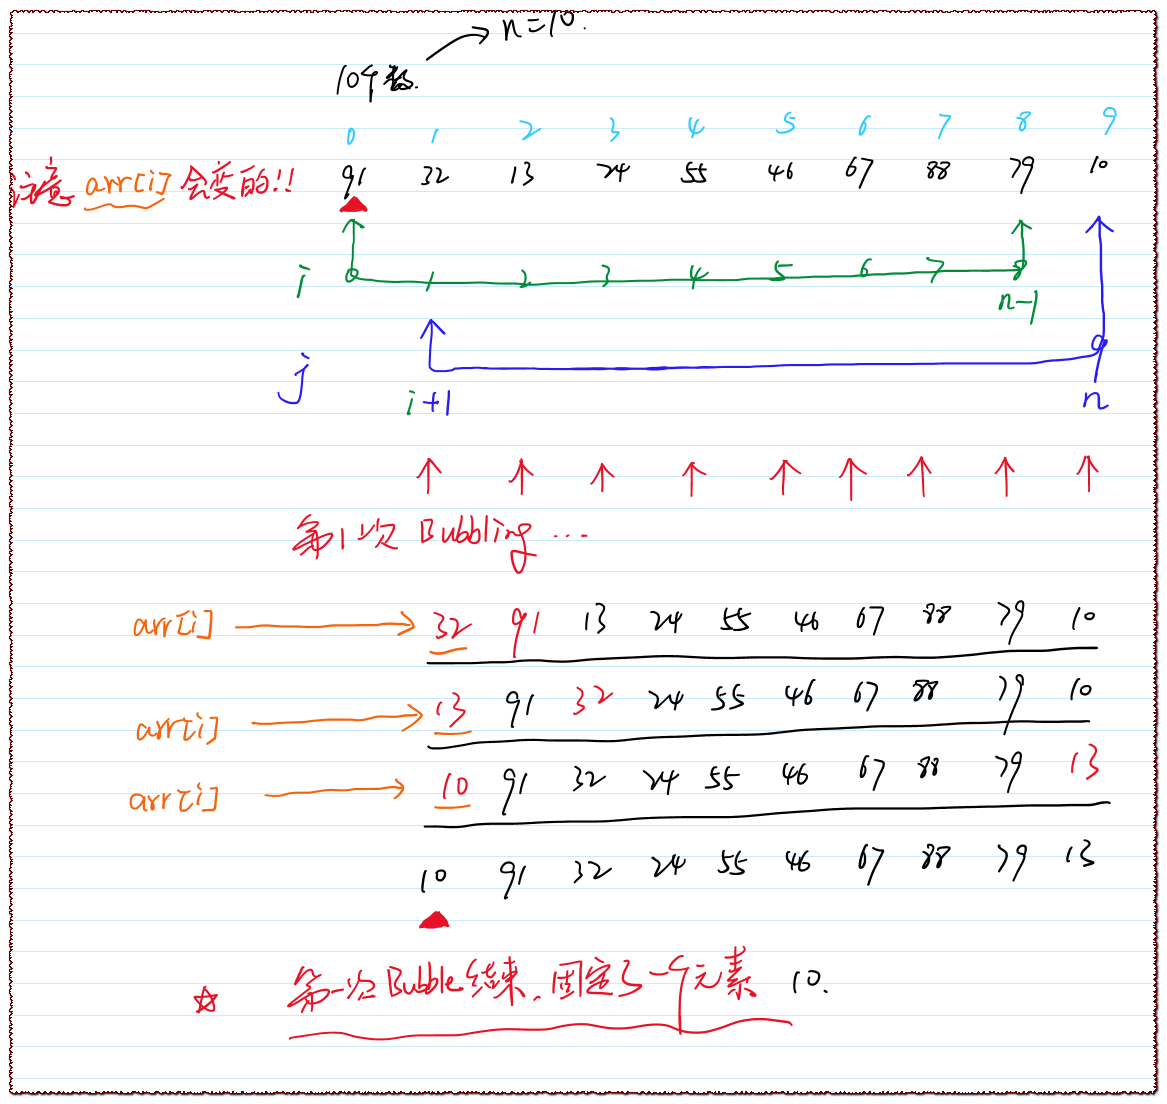 n=10.
10个数.
0 1 2 3 4 5 6 7 8 9
注意 arr[i] 会变的!! 91 32 13 24 55 46 67 88 79 10
i 0 1 2 3 4 5 6 7 8
n-1
j
i+1 n
第1次 Bubbling ...
arr[i] 32 91 13 24 55 46 67 88 79 10
arr[i] 13 91 32 24 55 46 67 88 79 10
arr[i] 10 91 32 24 55 46 67 88 79 13
10 91 32 24 55 46 67 88 79 13
第一次Bubble结束, 固定了一个元素 10.